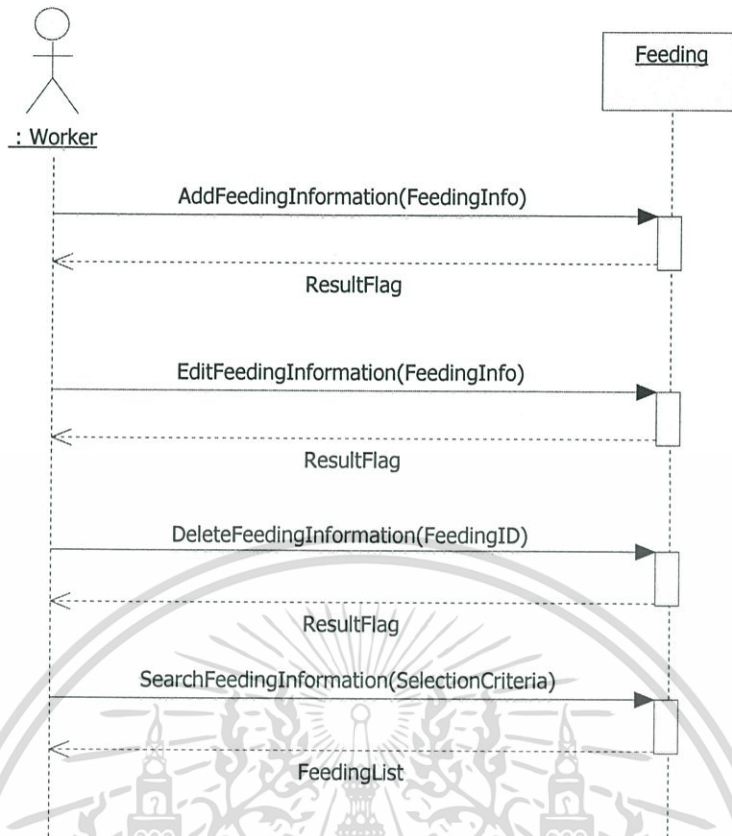 Feeding
: Worker
AddFeedingInformation(FeedingInfo)
ResultFlag
EditFeedingInformation(FeedingInfo)
ResultFlag
DeleteFeedingInformation(FeedingID)
ResultFlag
SearchFeedingInformation(SelectionCriteria)
FeedingList